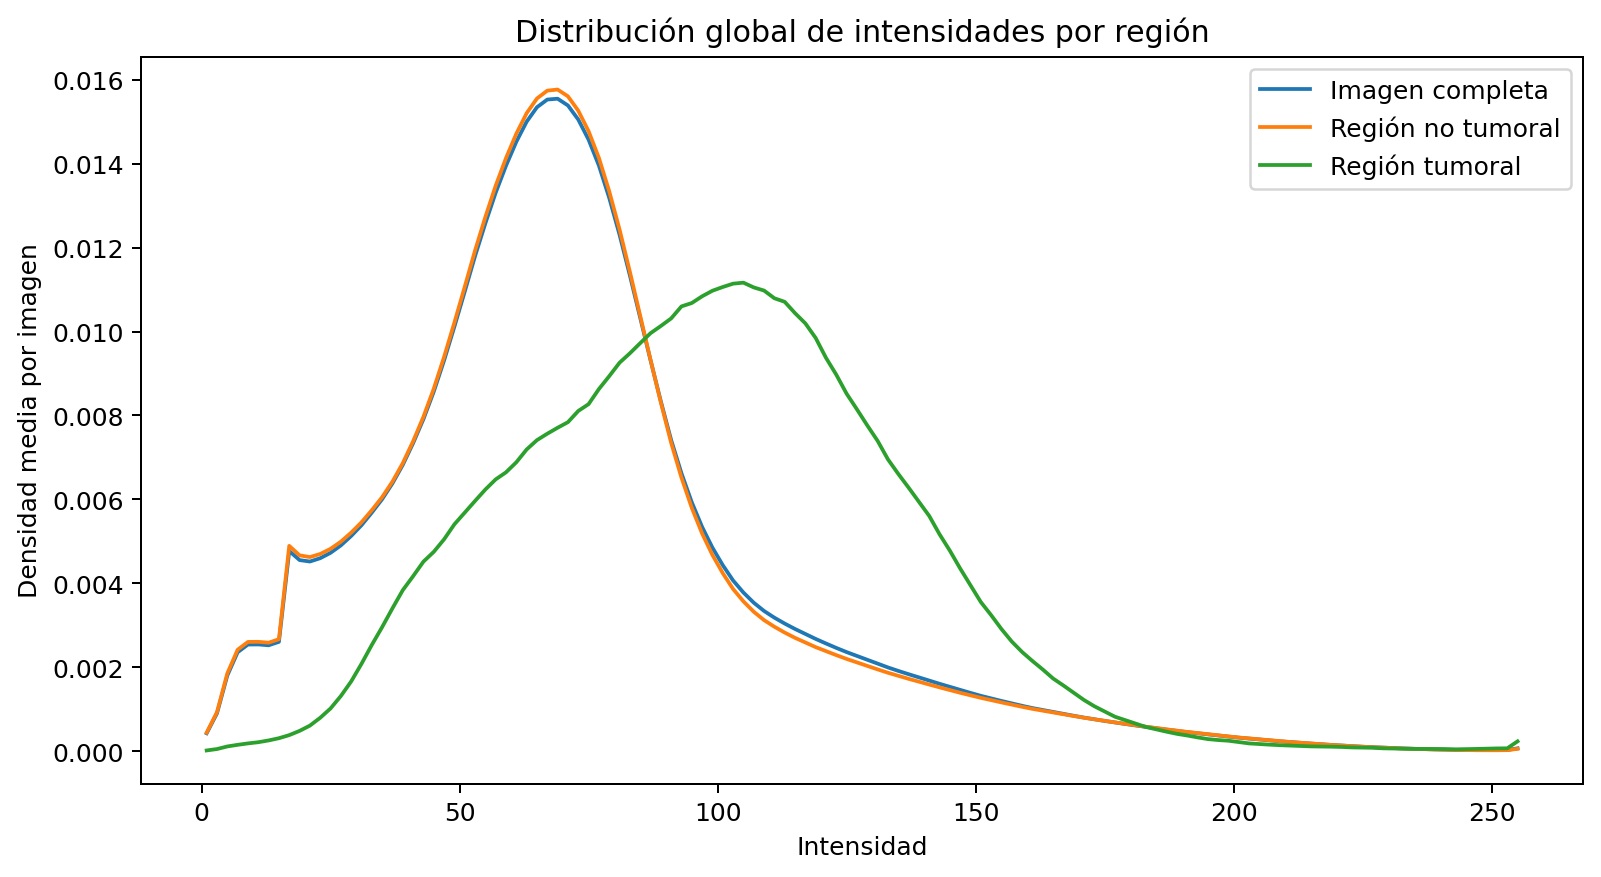 Distribución global de intensidades por región
Imagen completa
Región no tumoral
Región tumoral
Densidad media por imagen
0.016
0.014
0.012
0.010
0.008
0.006
0.004
0.002
0.000
0 50 100 150 200 250
Intensidad